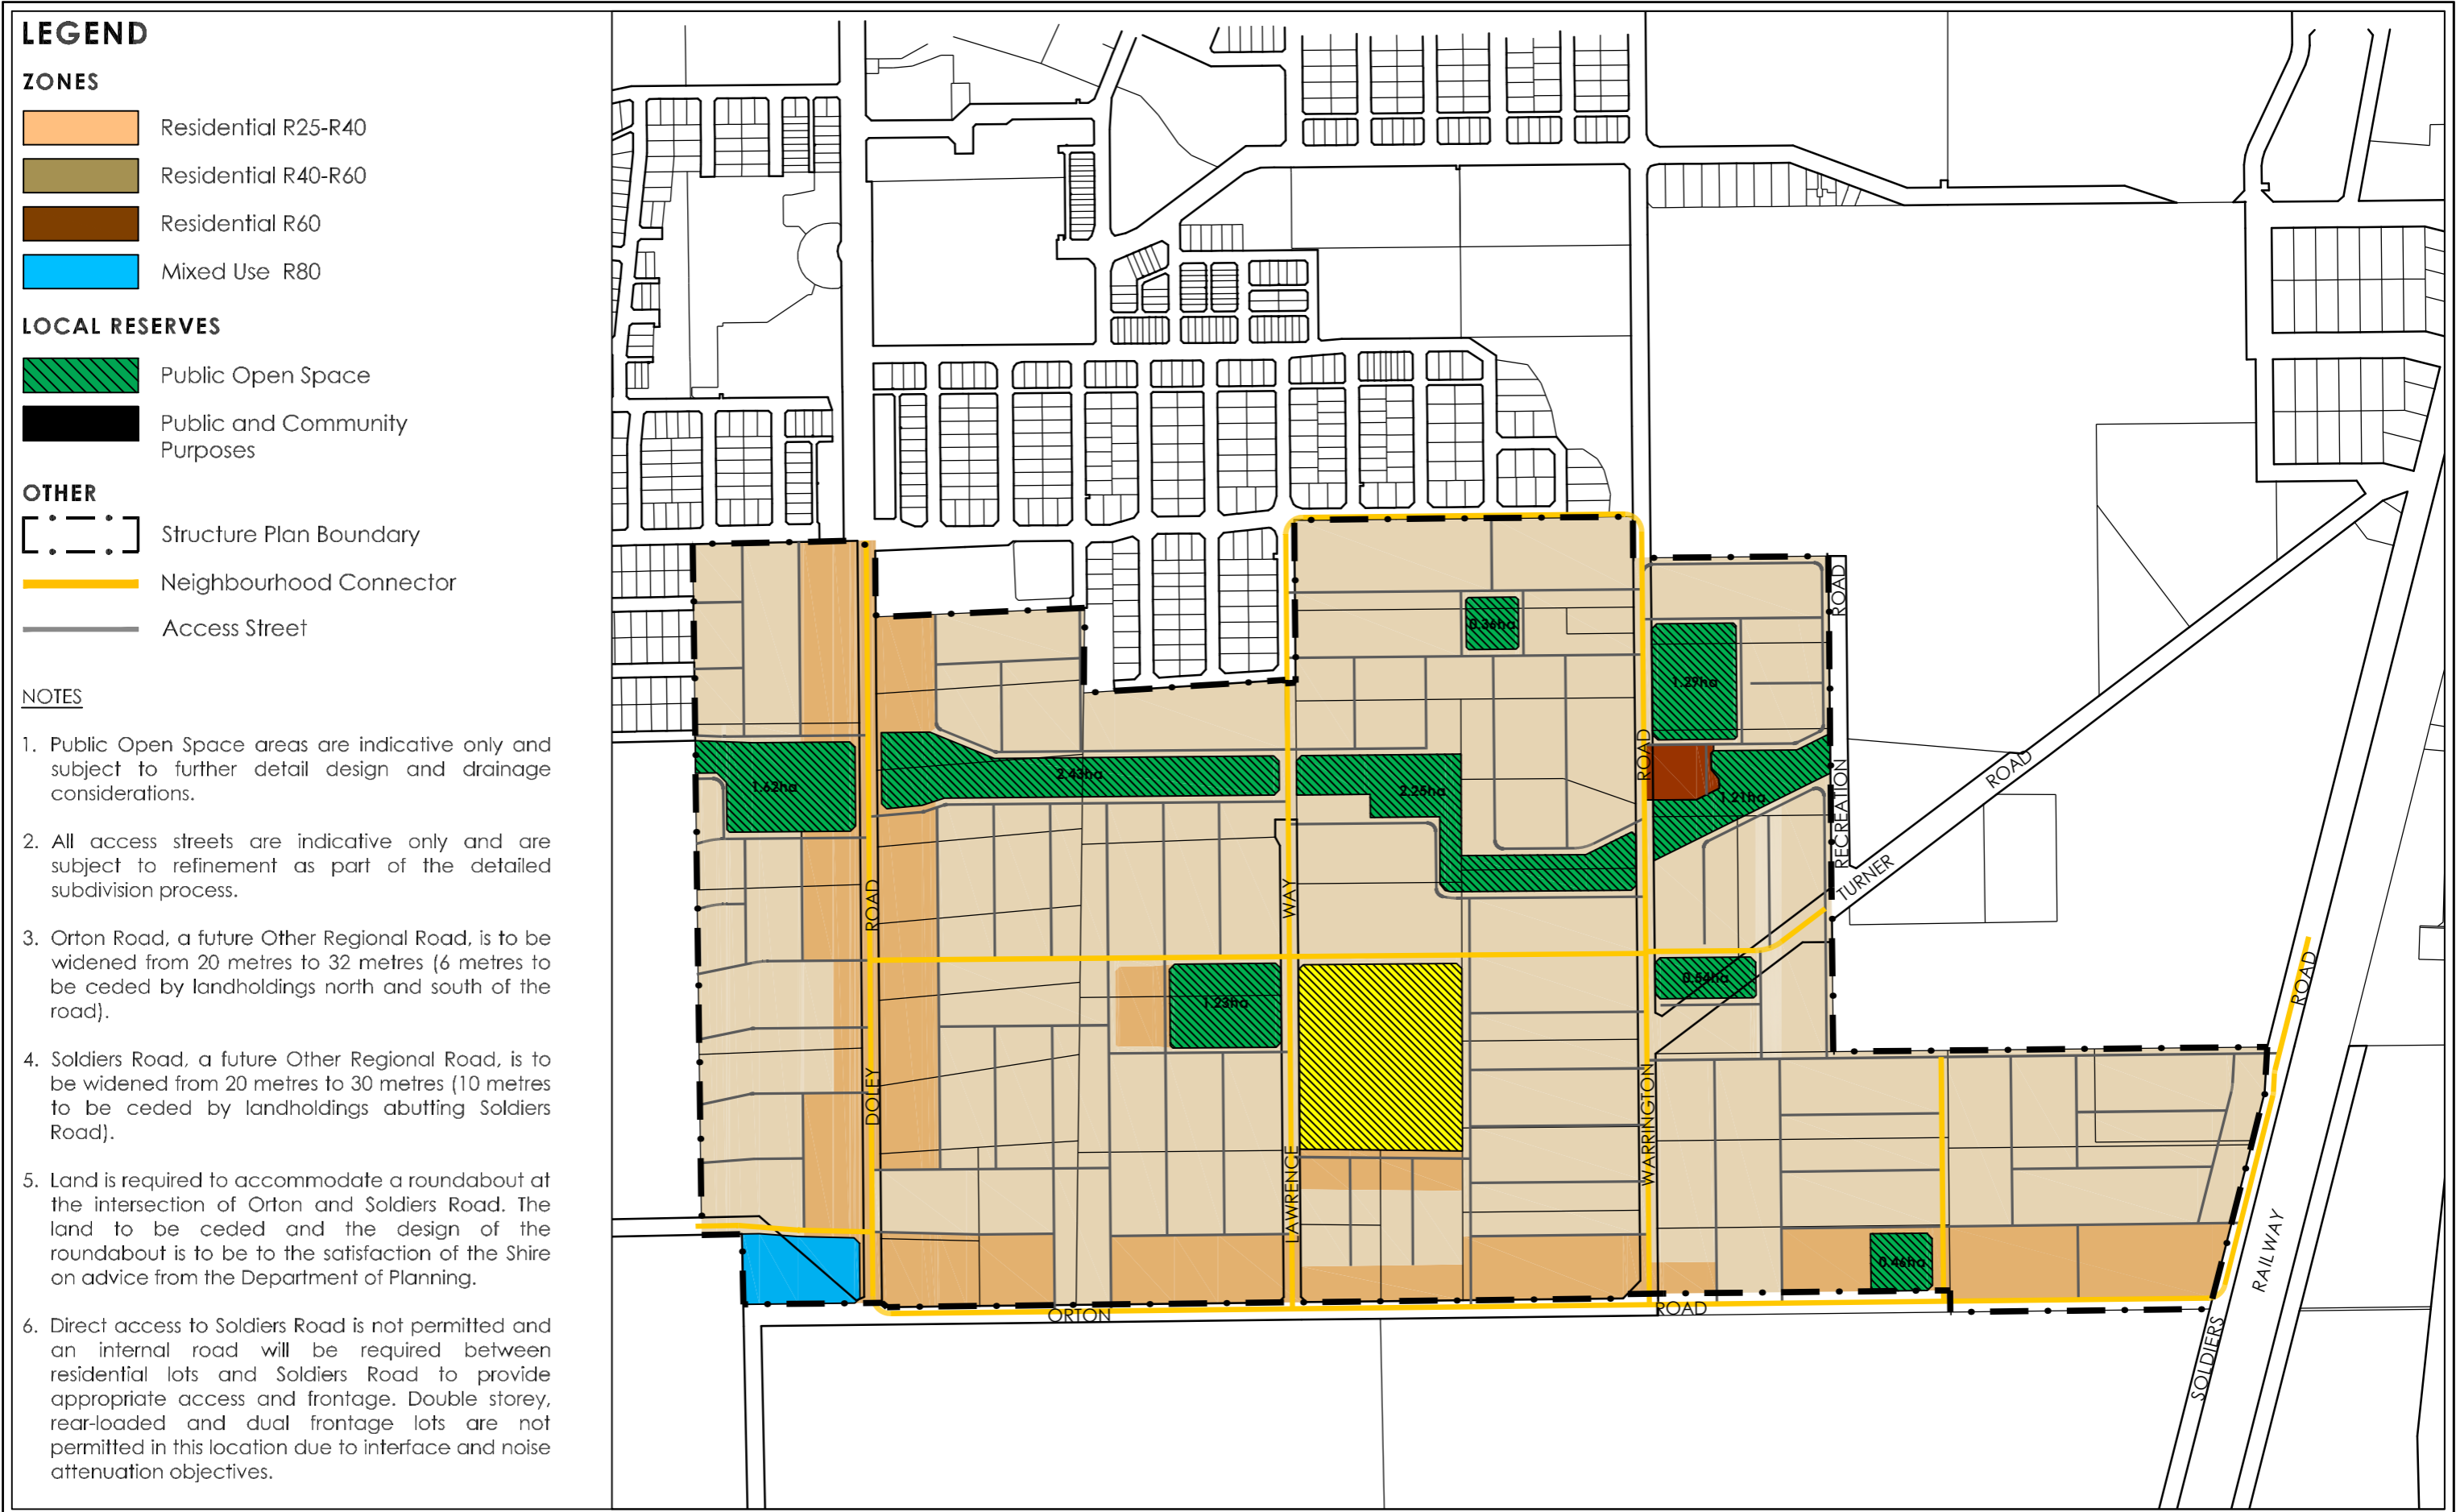 LEGEND
ZONES
Residential R25-R40
Residential R40-R60
Residential R60
Mixed Use R80
LOCAL RESERVES
Public Open Space
Public and Community
Purposes
OTHER
Structure Plan Boundary
Neighbourhood Connector
Access Street
NOTES
1. Public Open Space areas are indicative only and
subject to further detail design and drainage
considerations.
2. All access streets are indicative only and are
subject to refinement as part of the detailed
subdivision process.
3. Orton Road, a future Other Regional Road, is to be
widened from 20 metres to 32 metres (6 metres to
be ceded by landholdings north and south of the
road).
4. Soldiers Road, a future Other Regional Road, is to
be widened from 20 metres to 30 metres (10 metres
to be ceded by landholdings abutting Soldiers
Road).
5. Land is required to accommodate a roundabout at
the intersection of Orton and Soldiers Road. The
land to be ceded and the design of the
roundabout is to be to the satisfaction of the Shire
on advice from the Department of Planning.
6. Direct access to Soldiers Road is not permitted and
an internal road will be required between
residential lots and Soldiers Road to provide
appropriate access and frontage. Double storey,
rear-loaded and dual frontage lots are not
permitted in this location due to interface and noise
attenuation objectives.
0.36ha
1.29ha
1.62ha
2.43ha
2.25ha
1.21ha
1.23ha
0.54ha
0.46ha
DOLEY ROAD
LAWRENCE WAY
WARRINGTON ROAD
RECREATION ROAD
TURNER ROAD
ORTON ROAD
SOLDIERS ROAD
RAILWAY